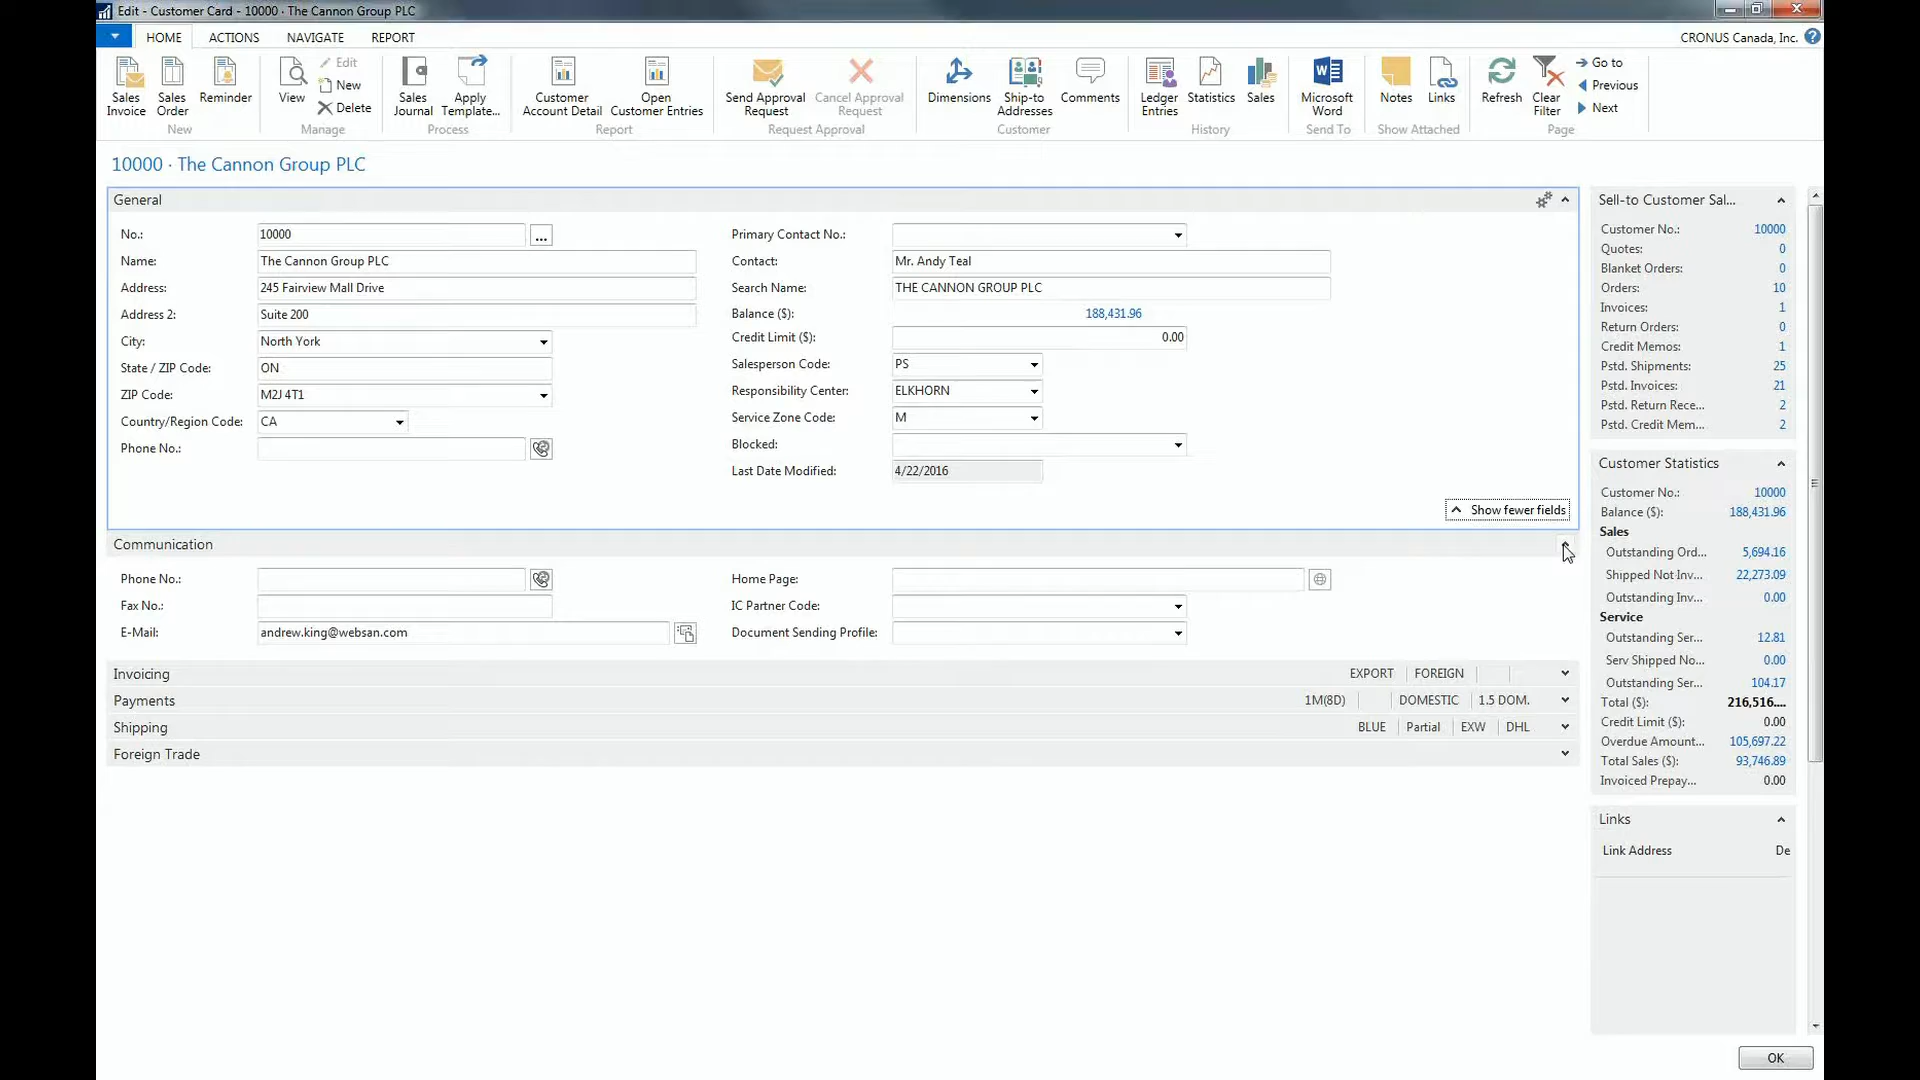 Edit - Customer Card - 10000 · The Cannon Group PLC
HOME ACTIONS NAVIGATE REPORT CRONUS Canada, Inc.
Sales Invoice
Sales Order
Reminder
New
View
Edit
New
Delete
Manage
Sales Journal
Apply Template...
Process
Customer Account Detail
Open Customer Entries
Report
Send Approval Request
Cancel Approval Request
Request Approval
Dimensions
Ship-to Addresses
Comments
Customer
Ledger Entries
Statistics
Sales
History
Microsoft Word
Send To
Notes
Links
Show Attached
Refresh
Clear Filter
Go to
Previous
Next
Page
10000 · The Cannon Group PLC
General
No.: 10000 ...
Name: The Cannon Group PLC
Address: 245 Fairview Mall Drive
Address 2: Suite 200
City: North York
State / ZIP Code: ON
ZIP Code: M2J 4T1
Country/Region Code: CA
Phone No.:
Primary Contact No.:
Contact: Mr. Andy Teal
Search Name: THE CANNON GROUP PLC
Balance ($): 188,431.96
Credit Limit ($): 0.00
Salesperson Code: PS
Responsibility Center: ELKHORN
Service Zone Code: M
Blocked:
Last Date Modified: 4/22/2016
Show fewer fields
Communication
Phone No.:
Fax No.:
E-Mail: andrew.king@websan.com
Home Page:
IC Partner Code:
Document Sending Profile:
Invoicing EXPORT FOREIGN
Payments 1M(8D) DOMESTIC 1.5 DOM.
Shipping BLUE Partial EXW DHL
Foreign Trade
Sell-to Customer Sal...
Customer No.: 10000
Quotes: 0
Blanket Orders: 0
Orders: 10
Invoices: 1
Return Orders: 0
Credit Memos: 1
Pstd. Shipments: 25
Pstd. Invoices: 21
Pstd. Return Rece... 2
Pstd. Credit Mem... 2
Customer Statistics
Customer No.: 10000
Balance ($): 188,431.96
Sales
Outstanding Ord... 5,694.16
Shipped Not Inv... 22,273.09
Outstanding Inv... 0.00
Service
Outstanding Ser... 12.81
Serv Shipped No... 0.00
Outstanding Ser... 104.17
Total ($): 216,516....
Credit Limit ($): 0.00
Overdue Amount... 105,697.22
Total Sales ($): 93,746.89
Invoiced Prepay... 0.00
Links
Link Address De
OK